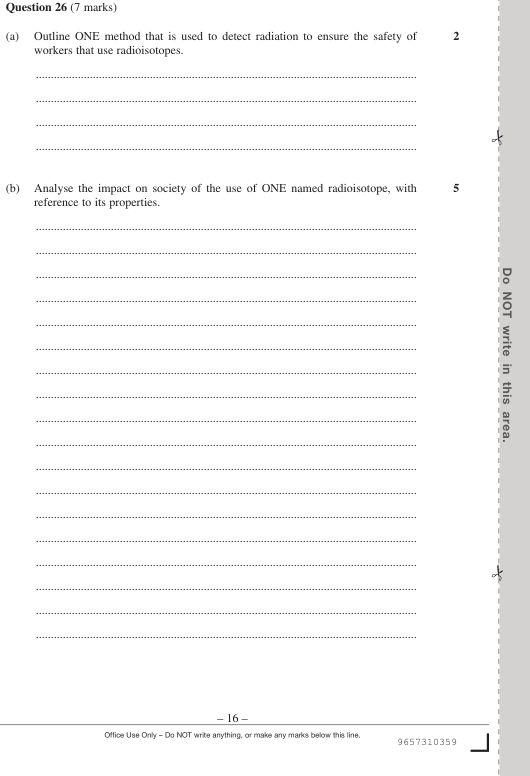 Question 26 (7 marks)
(a) Outline ONE method that is used to detect radiation to ensure the safety of 2
workers that use radioisotopes.
(b) Analyse the impact on society of the use of ONE named radioisotope, with 5
reference to its properties.
Do NOT write in this area.
– 16 –
Office Use Only – Do NOT write anything, or make any marks below this line.
9657310359